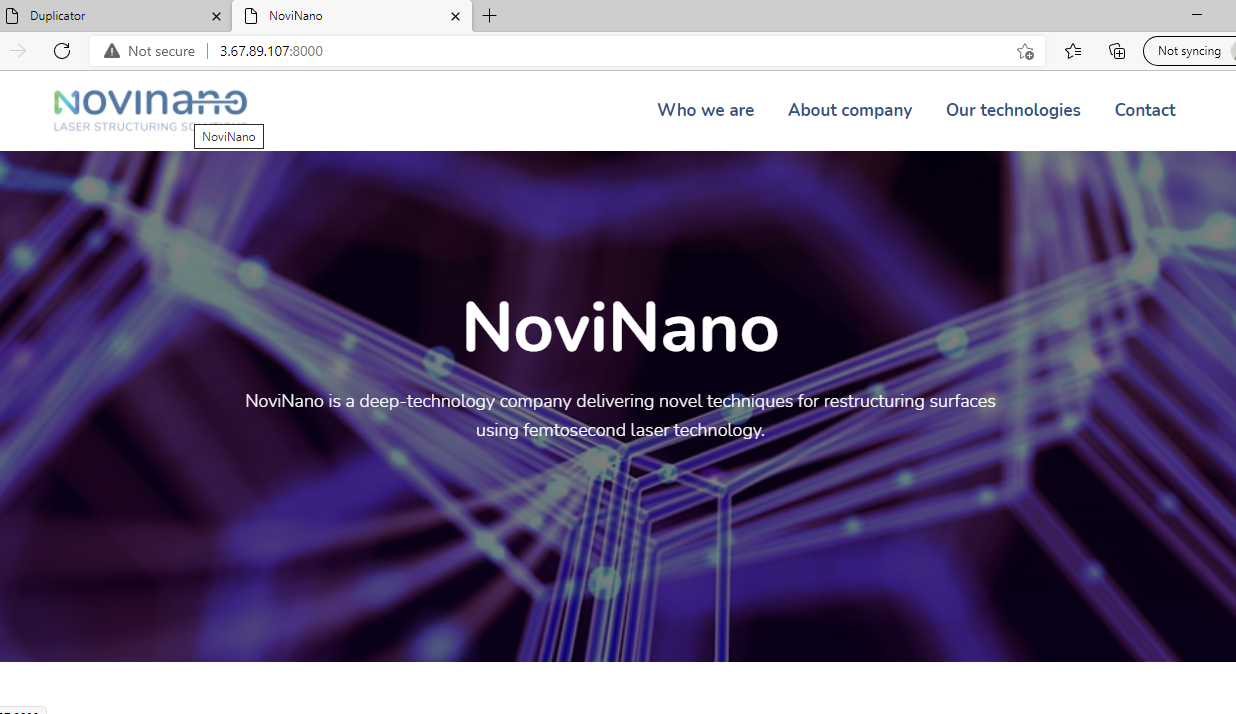 Duplicator
NoviNano
Not secure
3.67.89.107:8000
Not syncing
Novinano
LASER STRUCTURING SOLUTIONS
NoviNano
Who we are
About company
Our technologies
Contact
NoviNano
NoviNano is a deep-technology company delivering novel techniques for restructuring surfaces
using femtosecond laser technology.